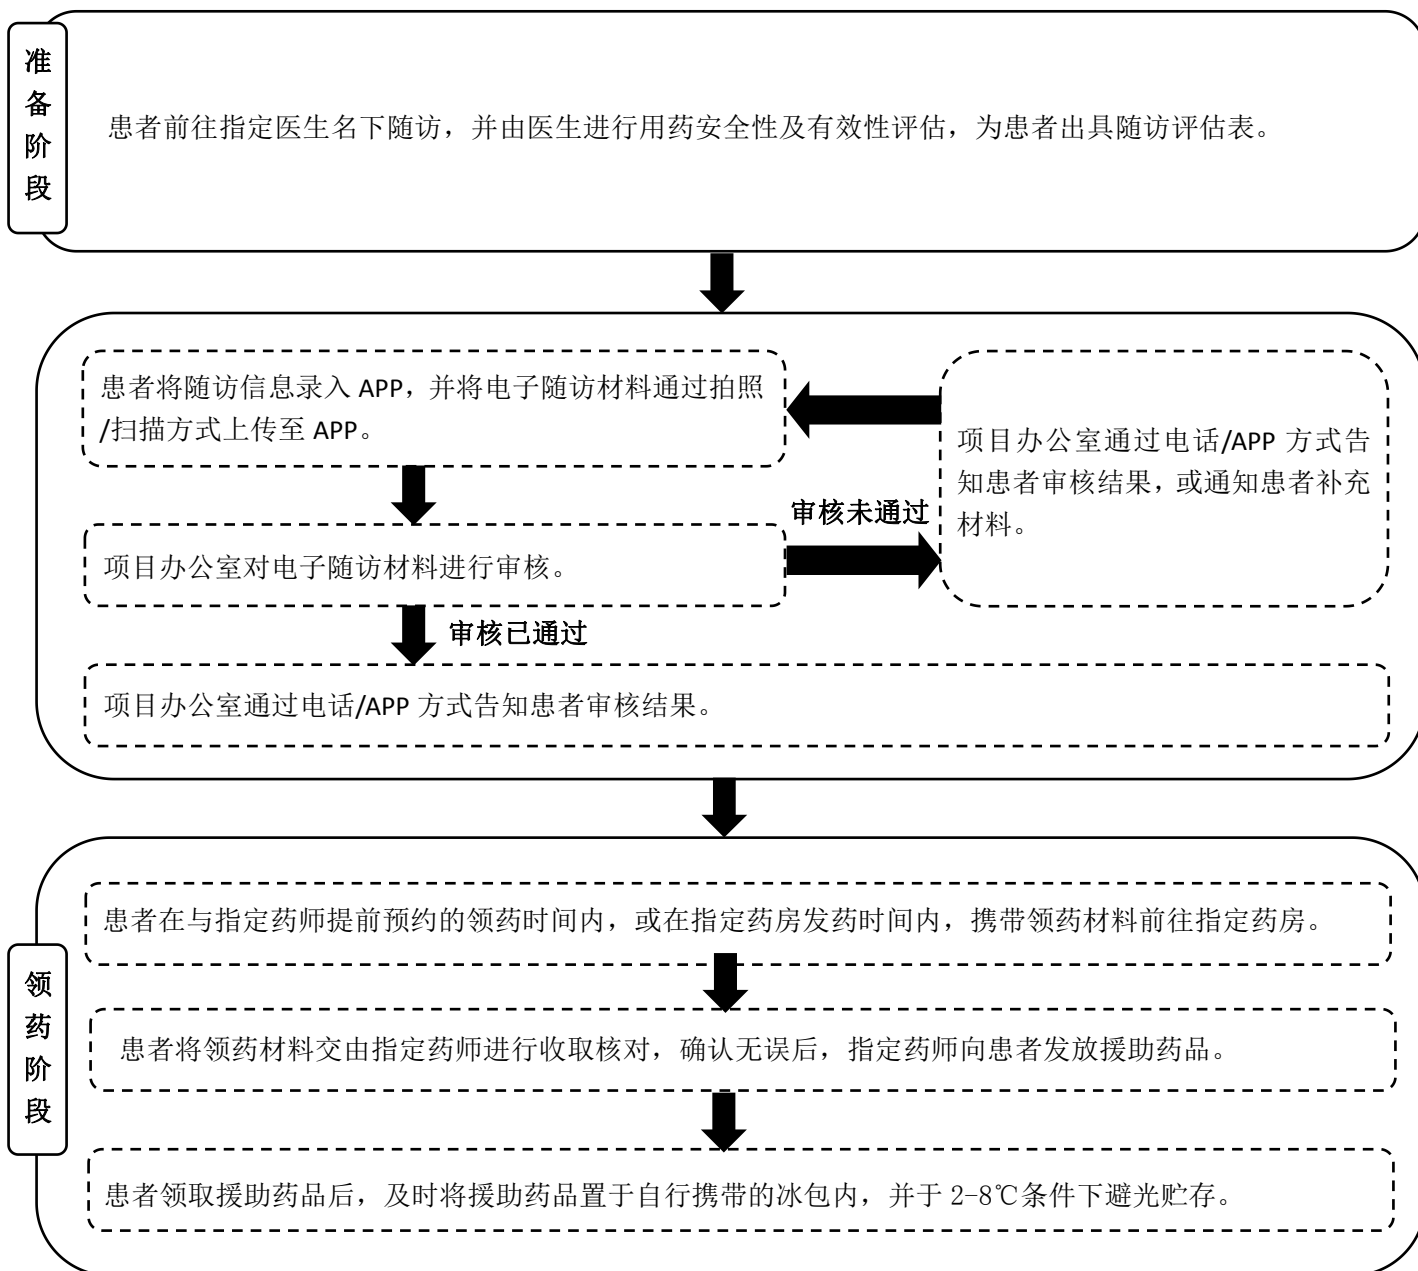 准备阶段
患者前往指定医生名下随访，并由医生进行用药安全性及有效性评估，为患者出具随访评估表。
患者将随访信息录入 APP，并将电子随访材料通过拍照
/扫描方式上传至 APP。
项目办公室通过电话/APP 方式告
知患者审核结果，或通知患者补充
材料。
审核未通过
项目办公室对电子随访材料进行审核。
审核已通过
项目办公室通过电话/APP 方式告知患者审核结果。
领药阶段
患者在与指定药师提前预约的领药时间内，或在指定药房发药时间内，携带领药材料前往指定药房。
患者将领药材料交由指定药师进行收取核对，确认无误后，指定药师向患者发放援助药品。
患者领取援助药品后，及时将援助药品置于自行携带的冰包内，并于 2-8℃条件下避光贮存。